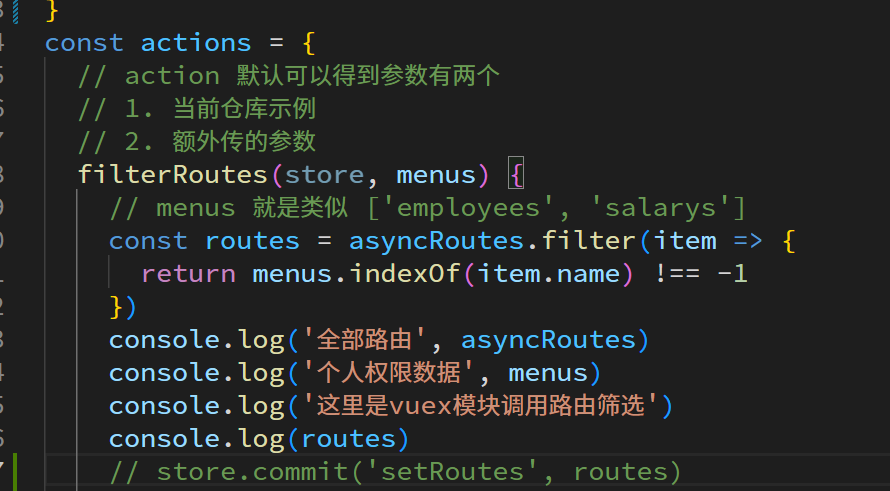 }
const actions = {
// action 默认可以得到参数有两个
// 1. 当前仓库示例
// 2. 额外传的参数
filterRoutes(store, menus) {
// menus 就是类似 ['employees', 'salarys']
const routes = asyncRoutes.filter(item => {
return menus.indexOf(item.name) !== -1
})
console.log('全部路由', asyncRoutes)
console.log('个人权限数据', menus)
console.log('这里是vuex模块调用路由筛选')
console.log(routes)
// store.commit('setRoutes', routes)